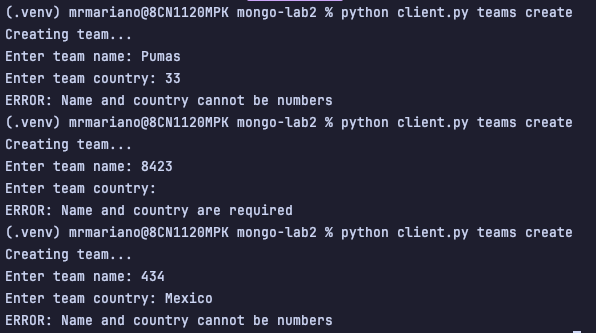 (.venv) mrmariano@8CN1120MPK mongo-lab2 % python client.py teams create
Creating team...
Enter team name: Pumas
Enter team country: 33
ERROR: Name and country cannot be numbers
(.venv) mrmariano@8CN1120MPK mongo-lab2 % python client.py teams create
Creating team...
Enter team name: 8423
Enter team country:
ERROR: Name and country are required
(.venv) mrmariano@8CN1120MPK mongo-lab2 % python client.py teams create
Creating team...
Enter team name: 434
Enter team country: Mexico
ERROR: Name and country cannot be numbers